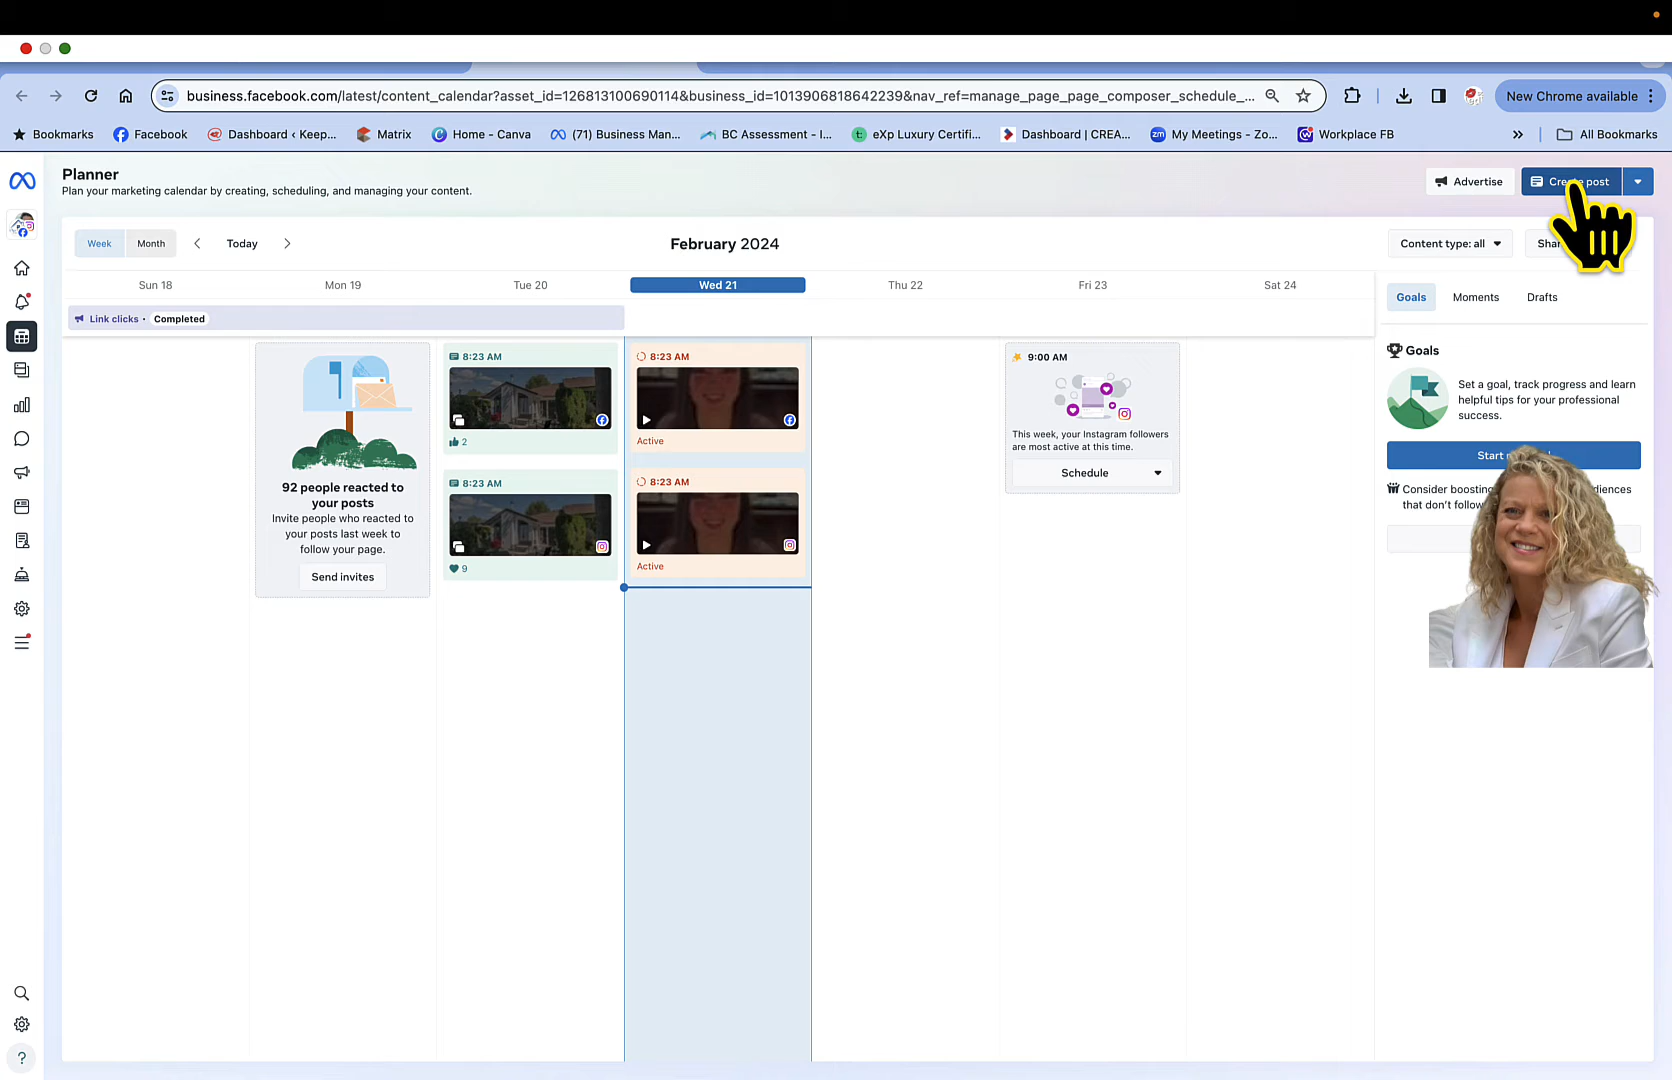 business.facebook.com/latest/content_calendar?asset_id=126813100690114&business_id=1013906818642239&nav_ref=manage_page_page_composer_schedule_...
New Chrome available
Bookmarks
Facebook
Dashboard ‹ Keep...
Matrix
Home - Canva
(71) Business Man...
BC Assessment - I...
eXp Luxury Certifi...
Dashboard | CREA...
My Meetings - Zo...
Workplace FB
»
All Bookmarks
Planner
Plan your marketing calendar by creating, scheduling, and managing your content.
Advertise
Create post
Week
Month
Today
February 2024
Content type: all
Sun 18
Mon 19
Tue 20
Wed 21
Thu 22
Fri 23
Sat 24
Link clicks · Completed
92 people reacted to
your posts
Invite people who reacted to
your posts last week to
follow your page.
Send invites
8:23 AM
2
8:23 AM
9
8:23 AM
Active
8:23 AM
Active
9:00 AM
This week, your Instagram followers
are most active at this time.
Schedule
Goals
Moments
Drafts
Goals
Set a goal, track progress and learn
helpful tips for your professional
success.
Start
Consider boosting
that don't follow
?